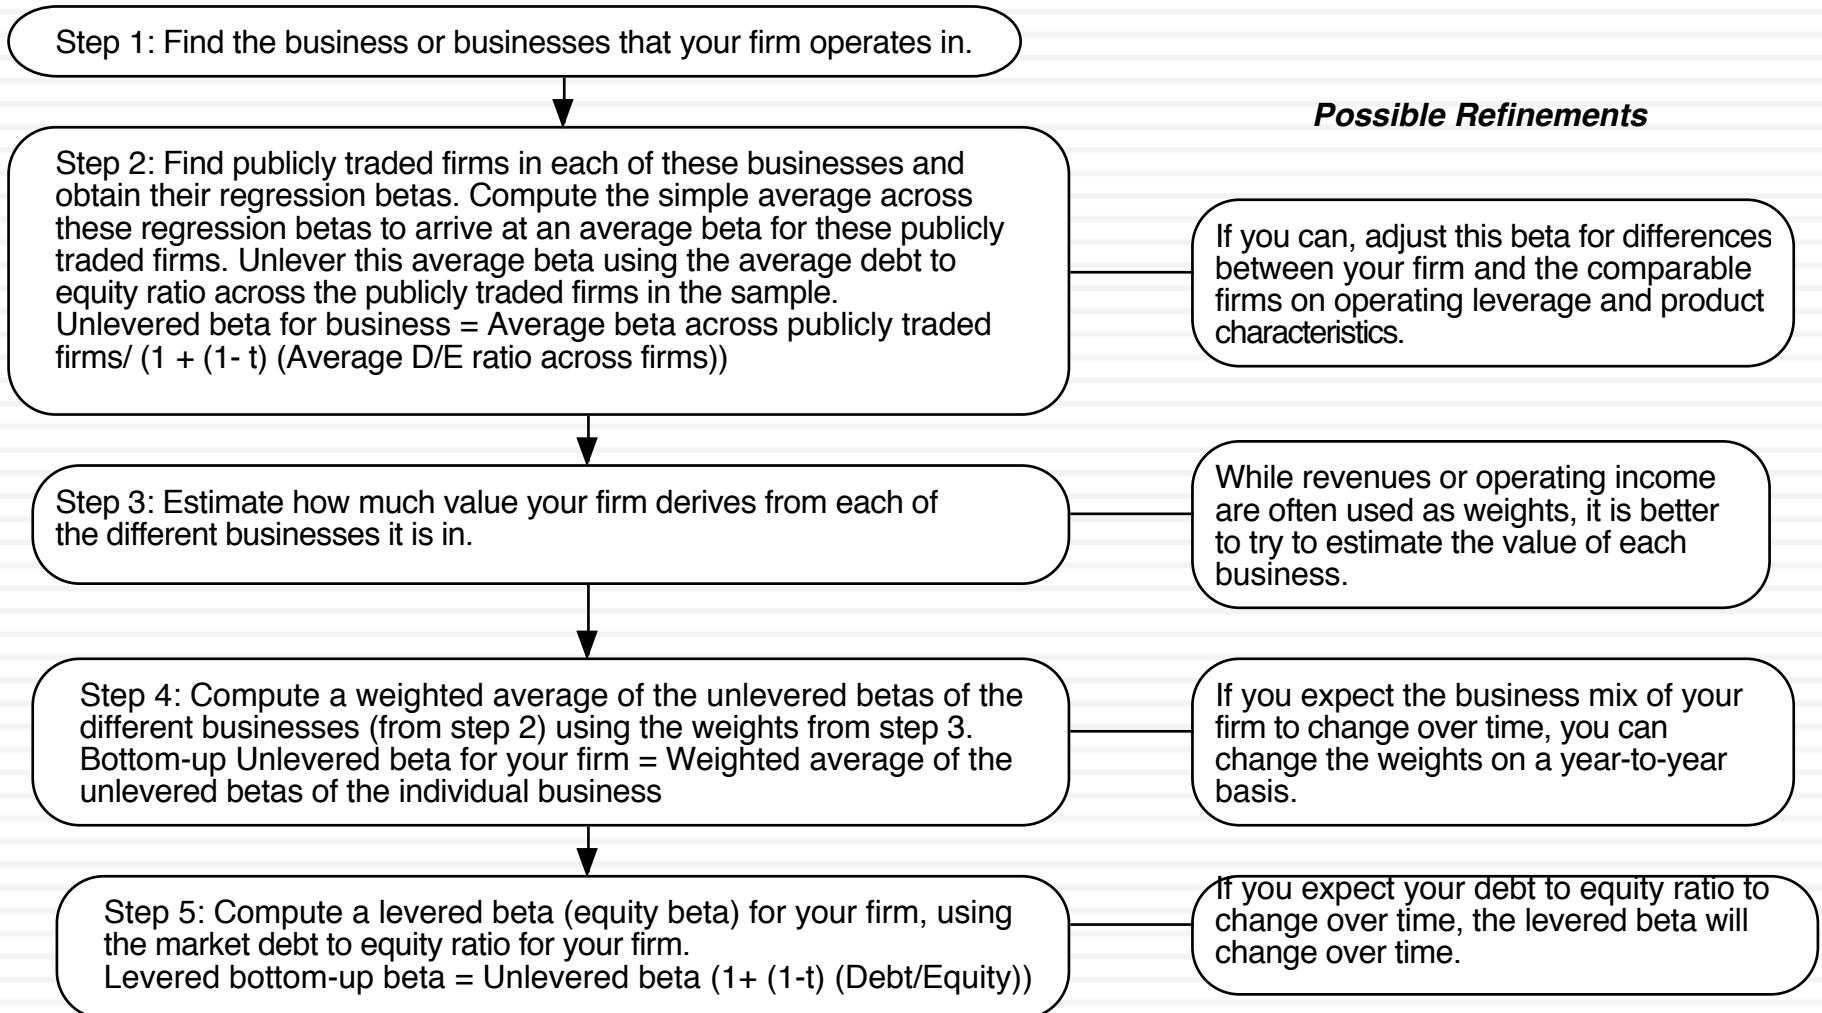 Step 1: Find the business or businesses that your firm operates in.
Possible Refinements
Step 2: Find publicly traded firms in each of these businesses and
obtain their regression betas. Compute the simple average across
these regression betas to arrive at an average beta for these publicly
traded firms. Unlever this average beta using the average debt to
equity ratio across the publicly traded firms in the sample.
Unlevered beta for business = Average beta across publicly traded
firms/ (1 + (1- t) (Average D/E ratio across firms))
If you can, adjust this beta for differences
between your firm and the comparable
firms on operating leverage and product
characteristics.
Step 3: Estimate how much value your firm derives from each of
the different businesses it is in.
While revenues or operating income
are often used as weights, it is better
to try to estimate the value of each
business.
Step 4: Compute a weighted average of the unlevered betas of the
different businesses (from step 2) using the weights from step 3.
Bottom-up Unlevered beta for your firm = Weighted average of the
unlevered betas of the individual business
If you expect the business mix of your
firm to change over time, you can
change the weights on a year-to-year
basis.
Step 5: Compute a levered beta (equity beta) for your firm, using
the market debt to equity ratio for your firm.
Levered bottom-up beta = Unlevered beta (1+ (1-t) (Debt/Equity))
If you expect your debt to equity ratio to
change over time, the levered beta will
change over time.